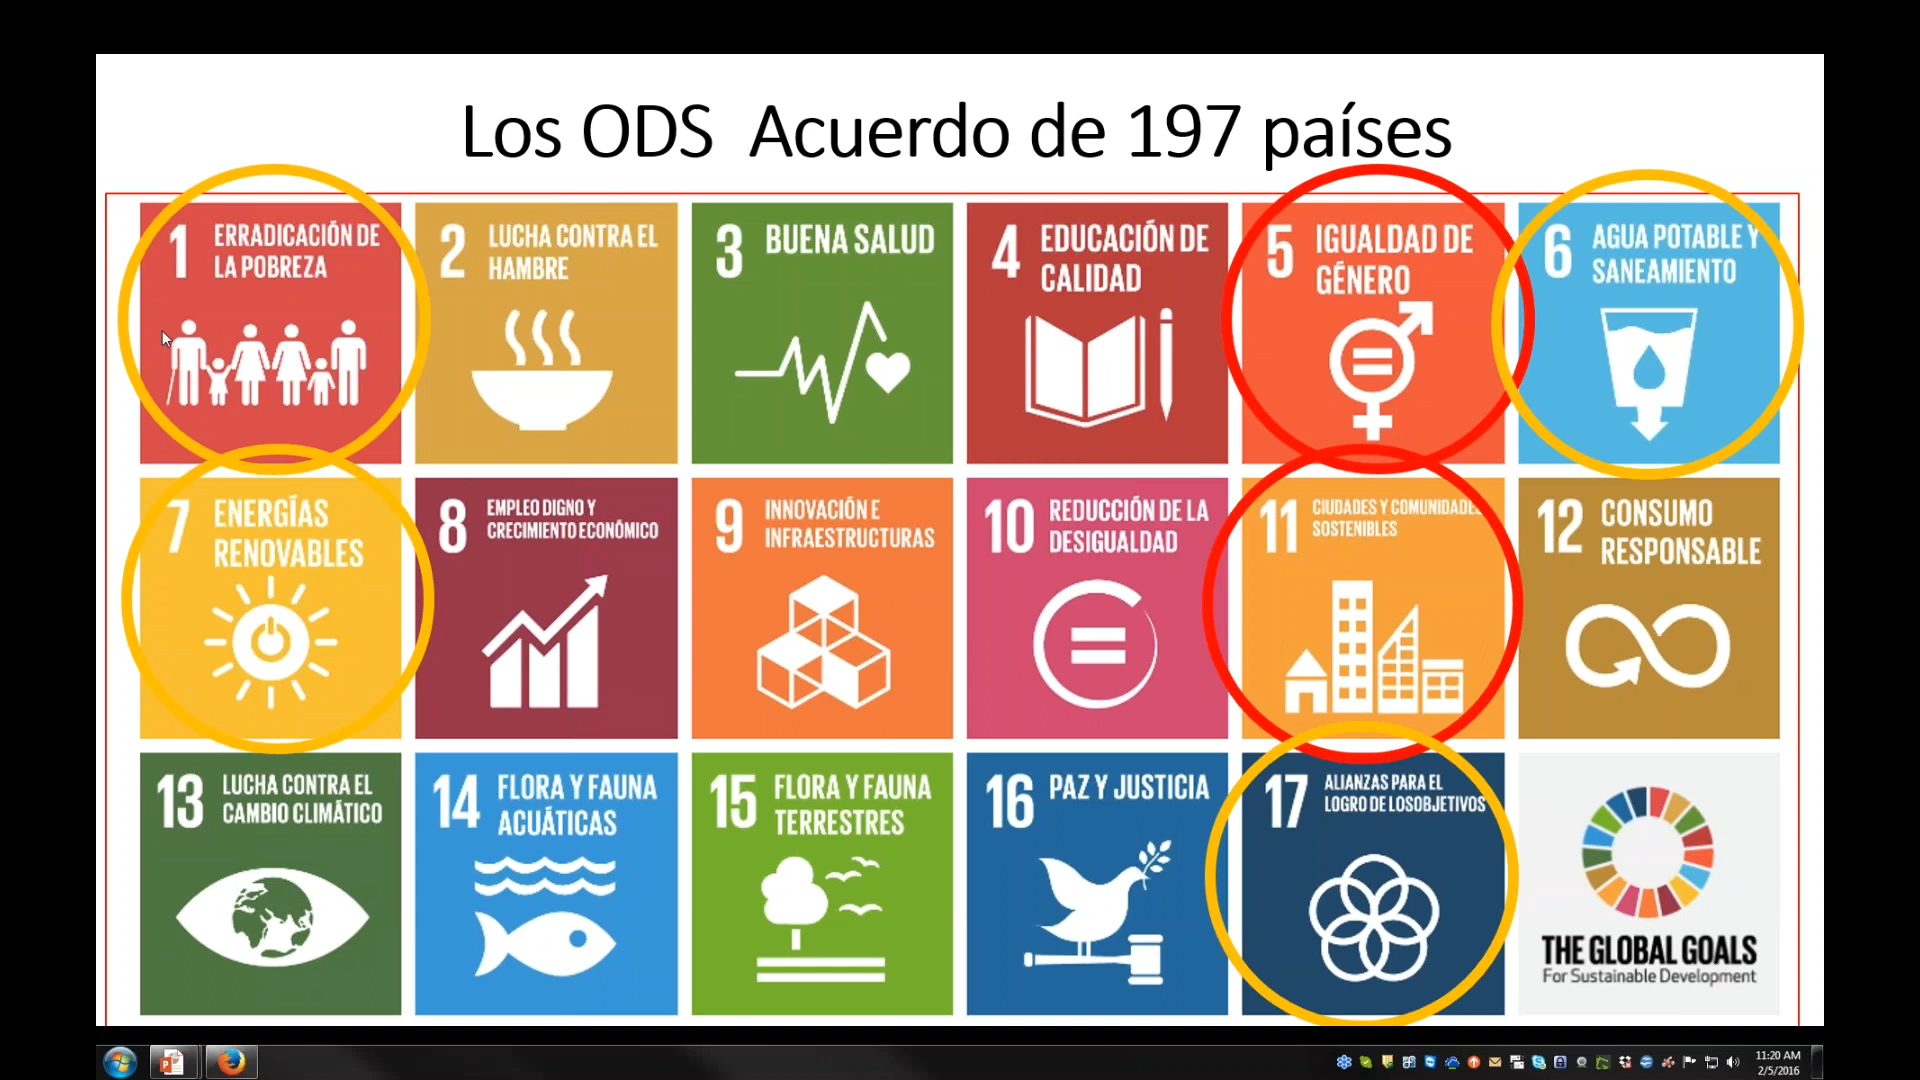 Los ODS  Acuerdo de 197 países
1 ERRADICACIÓN DE
LA POBREZA
2 LUCHA CONTRA EL
HAMBRE
3 BUENA SALUD
4 EDUCACIÓN DE
CALIDAD
5 IGUALDAD DE
GÉNERO
6 AGUA POTABLE Y
SANEAMIENTO
7 ENERGÍAS
RENOVABLES
8 EMPLEO DIGNO Y
CRECIMIENTO ECONÓMICO
9 INNOVACIÓN E
INFRAESTRUCTURAS
10 REDUCCIÓN DE LA
DESIGUALDAD
11 CIUDADES Y COMUNIDADES
SOSTENIBLES
12 CONSUMO
RESPONSABLE
13 LUCHA CONTRA EL
CAMBIO CLIMÁTICO
14 FLORA Y FAUNA
ACUÁTICAS
15 FLORA Y FAUNA
TERRESTRES
16 PAZ Y JUSTICIA
17 ALIANZAS PARA EL
LOGRO DE LOSOBJETIVOS
THE GLOBAL GOALS
For Sustainable Development
11:20 AM
2/5/2016